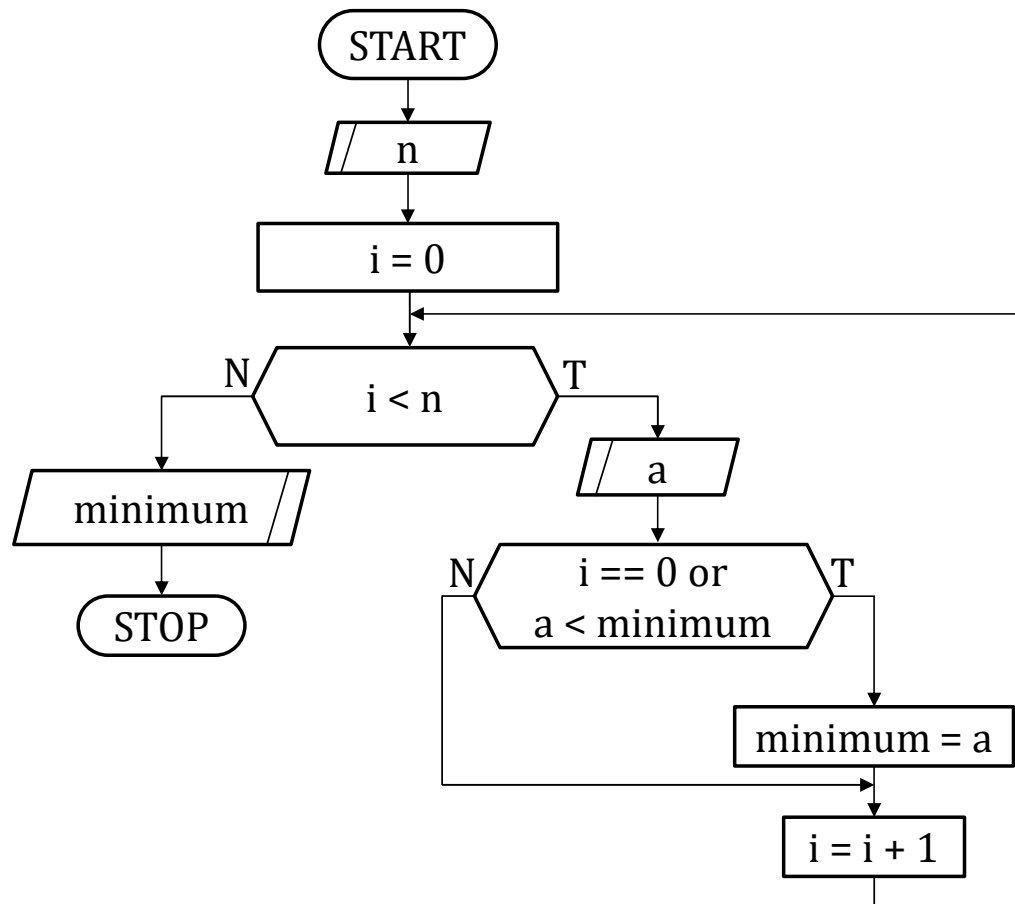 START
n
i = 0
N
i < n
T
minimum
STOP
a
N
i == 0 or
a < minimum
T
minimum = a
i = i + 1